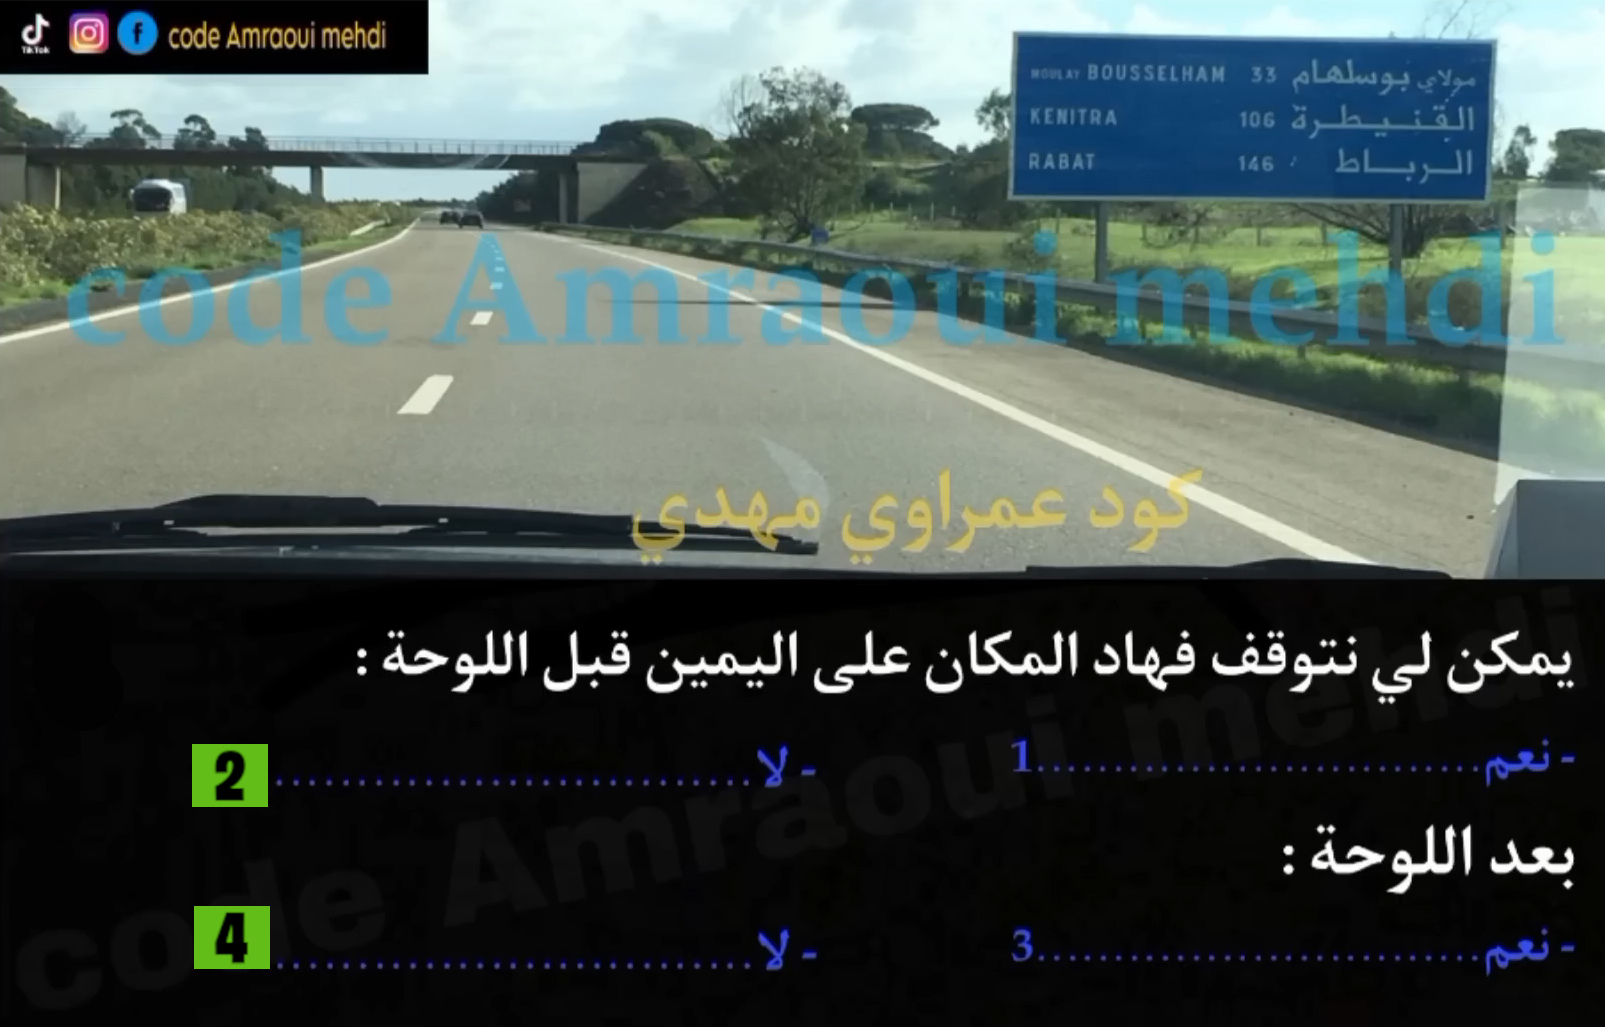 TikTok code Amraoui mehdi
MOULAY BOUSSELHAM 33 مولاي بوسلهام
KENITRA 106 القنيطرة
RABAT 146 الرباط
code Amraoui mehdi
كود عمراوي مهدي
يمكن لي نتوقف فهاد المكان على اليمين قبل اللوحة :
- نعم.............................1 - لا.............................2
بعد اللوحة :
- نعم.............................3 - لا.............................4
code Amraoui mehdi